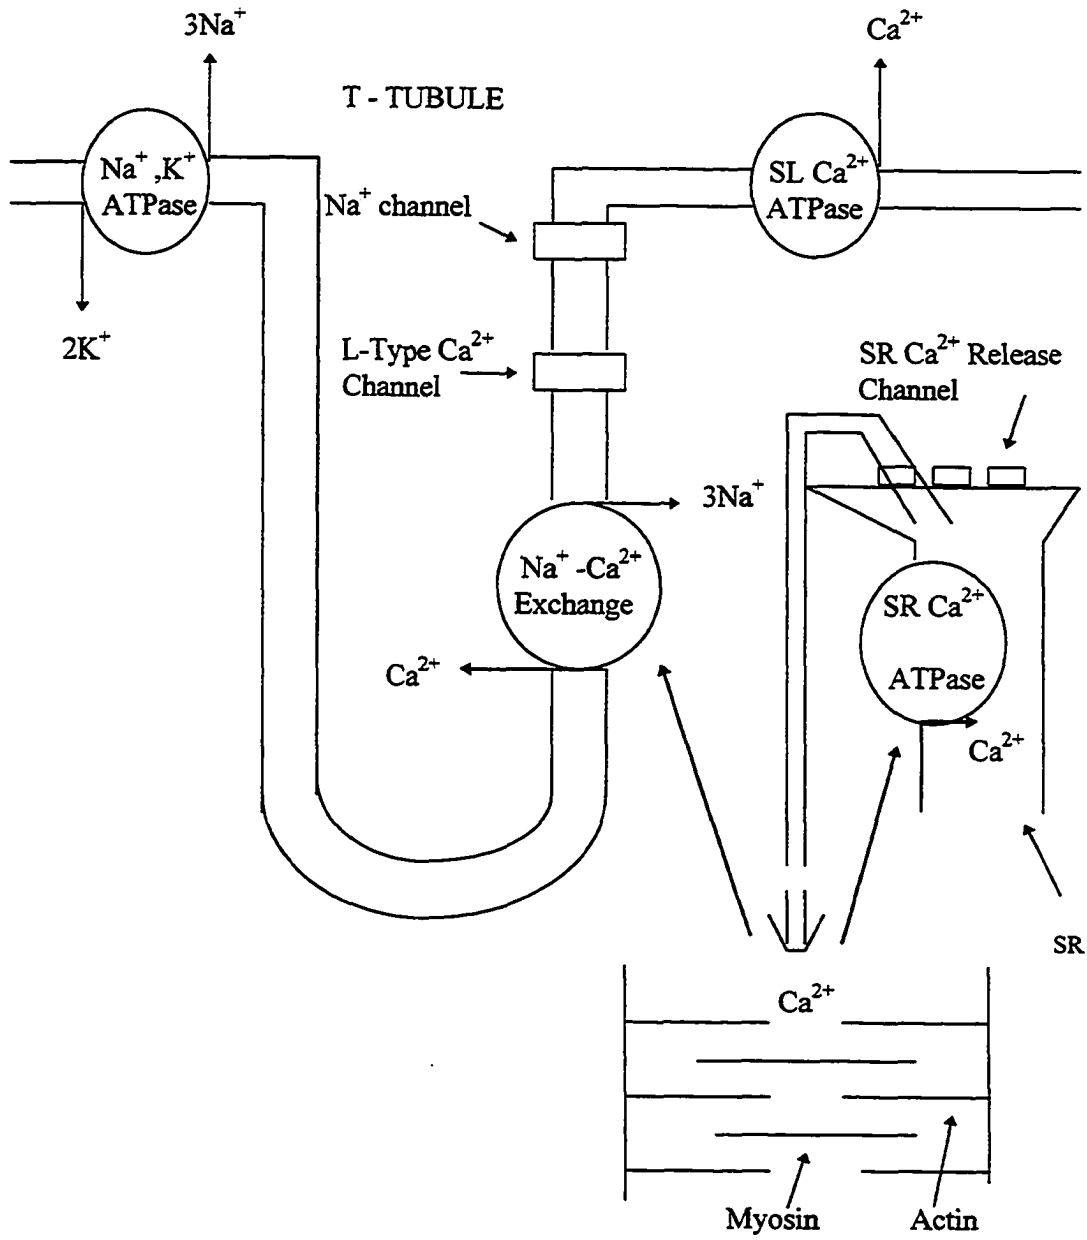 3Na⁺
Ca²⁺
T - TUBULE
Na⁺ ,K⁺
ATPase
SL Ca²⁺
ATPase
Na⁺ channel
2K⁺
L-Type Ca²⁺
Channel
SR Ca²⁺ Release
Channel
3Na⁺
Na⁺ -Ca²⁺
Exchange
SR Ca²⁺
ATPase
Ca²⁺
Ca²⁺
SR
Ca²⁺
Myosin
Actin